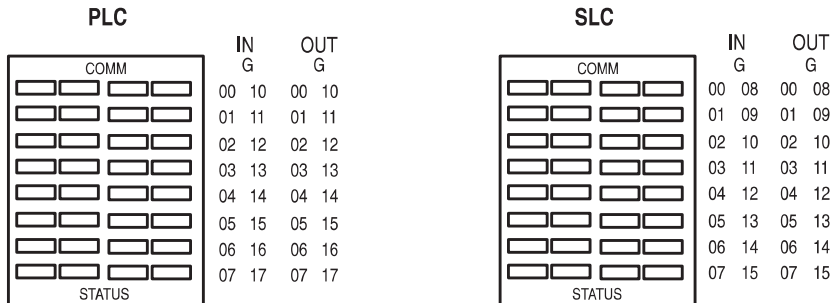 PLC
IN OUT
G G
COMM
00 10 00 10
01 11 01 11
02 12 02 12
03 13 03 13
04 14 04 14
05 15 05 15
06 16 06 16
07 17 07 17
STATUS
SLC
IN OUT
G G
COMM
00 08 00 08
01 09 01 09
02 10 02 10
03 11 03 11
04 12 04 12
05 13 05 13
06 14 06 14
07 15 07 15
STATUS